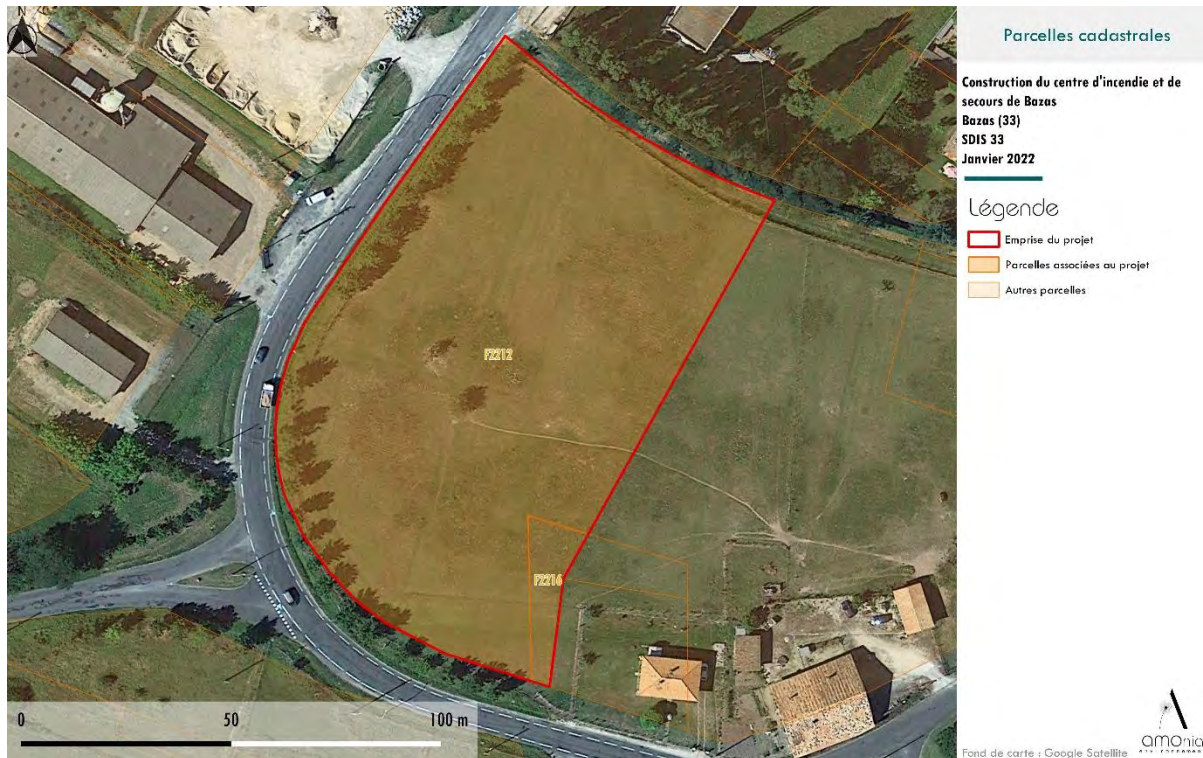 N
Parcelles cadastrales
Construction du centre d'incendie et de
secours de Bazas
Bazas (33)
SDIS 33
Janvier 2022
Légende
Emprise du projet
Parcelles associées au projet
Autres parcelles
F2212
F2216
0 50 100 m
Fond de carte : Google Satellite
amonia